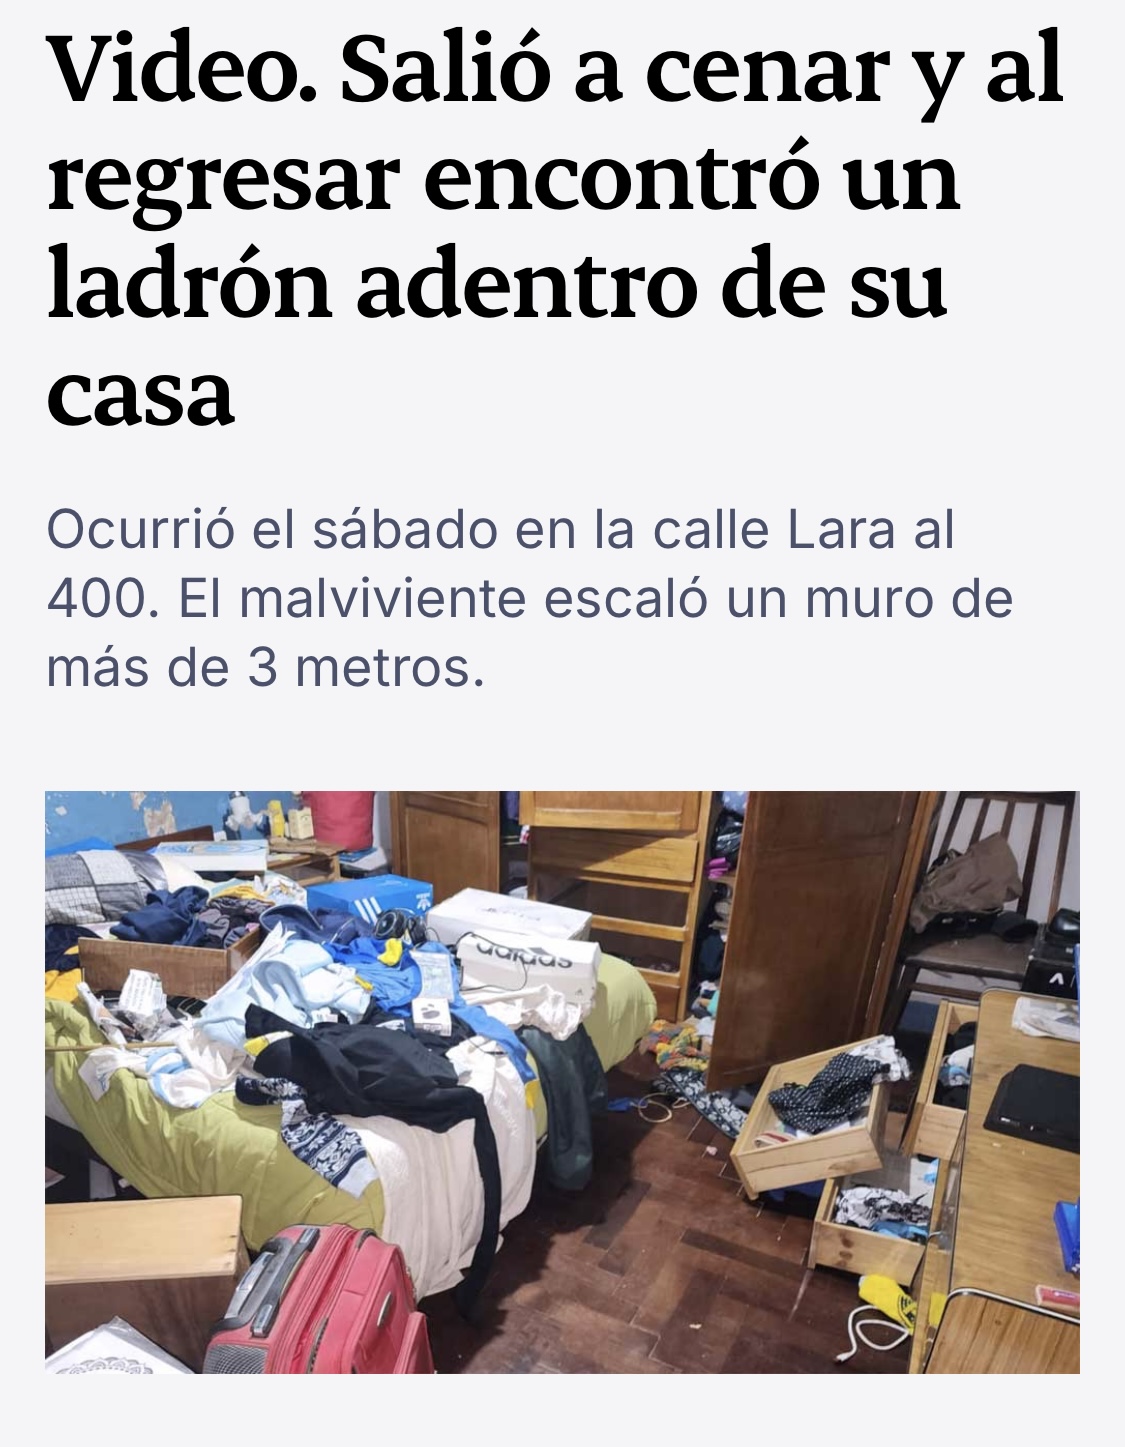 Video. Salió a cenar y al
regresar encontró un
ladrón adentro de su
casa
Ocurrió el sábado en la calle Lara al
400. El malviviente escaló un muro de
más de 3 metros.
adidas